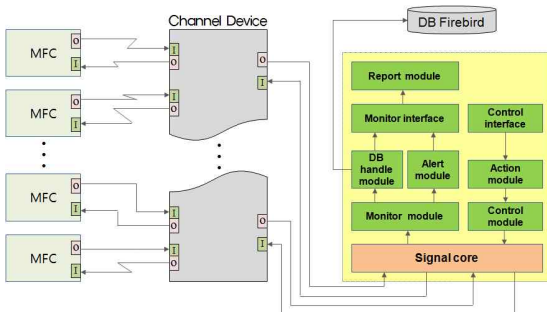 Channel Device
DB Firebird
MFC
O
I
I
O
O
I
Report module
MFC
O
I
I
O
Monitor interface
Control interface
DB handle module
Alert module
Action module
MFC
O
I
I
O
O
I
Monitor module
Control module
MFC
O
I
I
O
Signal core